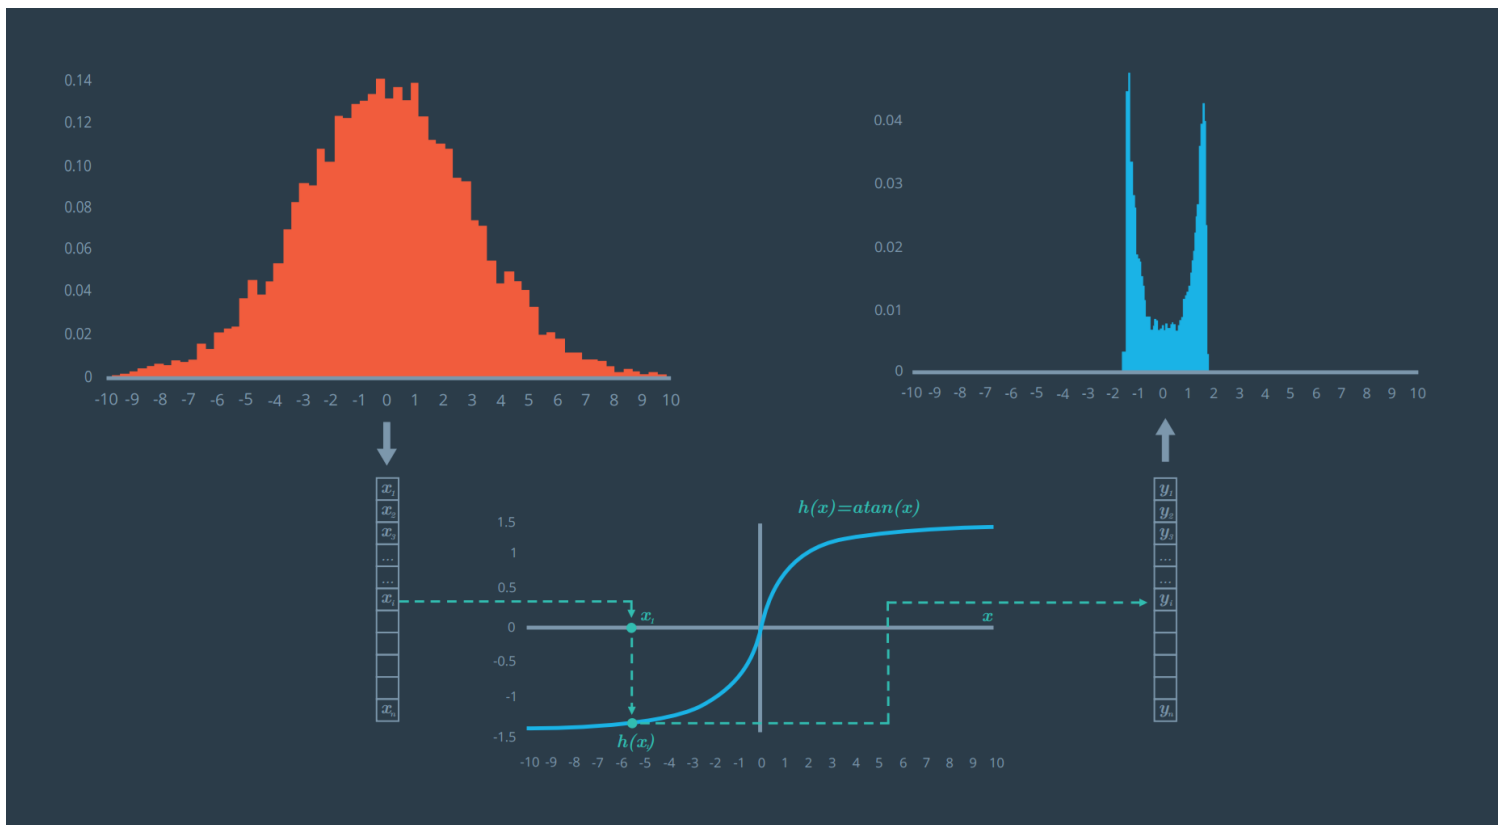 0.14
0.12
0.10
0.08
0.06
0.04
0.02
0
-10 -9 -8 -7 -6 -5 -4 -3 -2 -1 0 1 2 3 4 5 6 7 8 9 10
0.04
0.03
0.02
0.01
0
-10 -9 -8 -7 -6 -5 -4 -3 -2 -1 0 1 2 3 4 5 6 7 8 9 10
x₁
x₂
x₃
...
...
xᵢ
xₙ
h(x)=atan(x)
1.5
1
0.5
0
-0.5
-1
-1.5
x₁
x
h(xᵢ)
-10 -9 -8 -7 -6 -5 -4 -3 -2 -1 0 1 2 3 4 5 6 7 8 9 10
y₁
y₂
y₃
...
...
yᵢ
yₙ